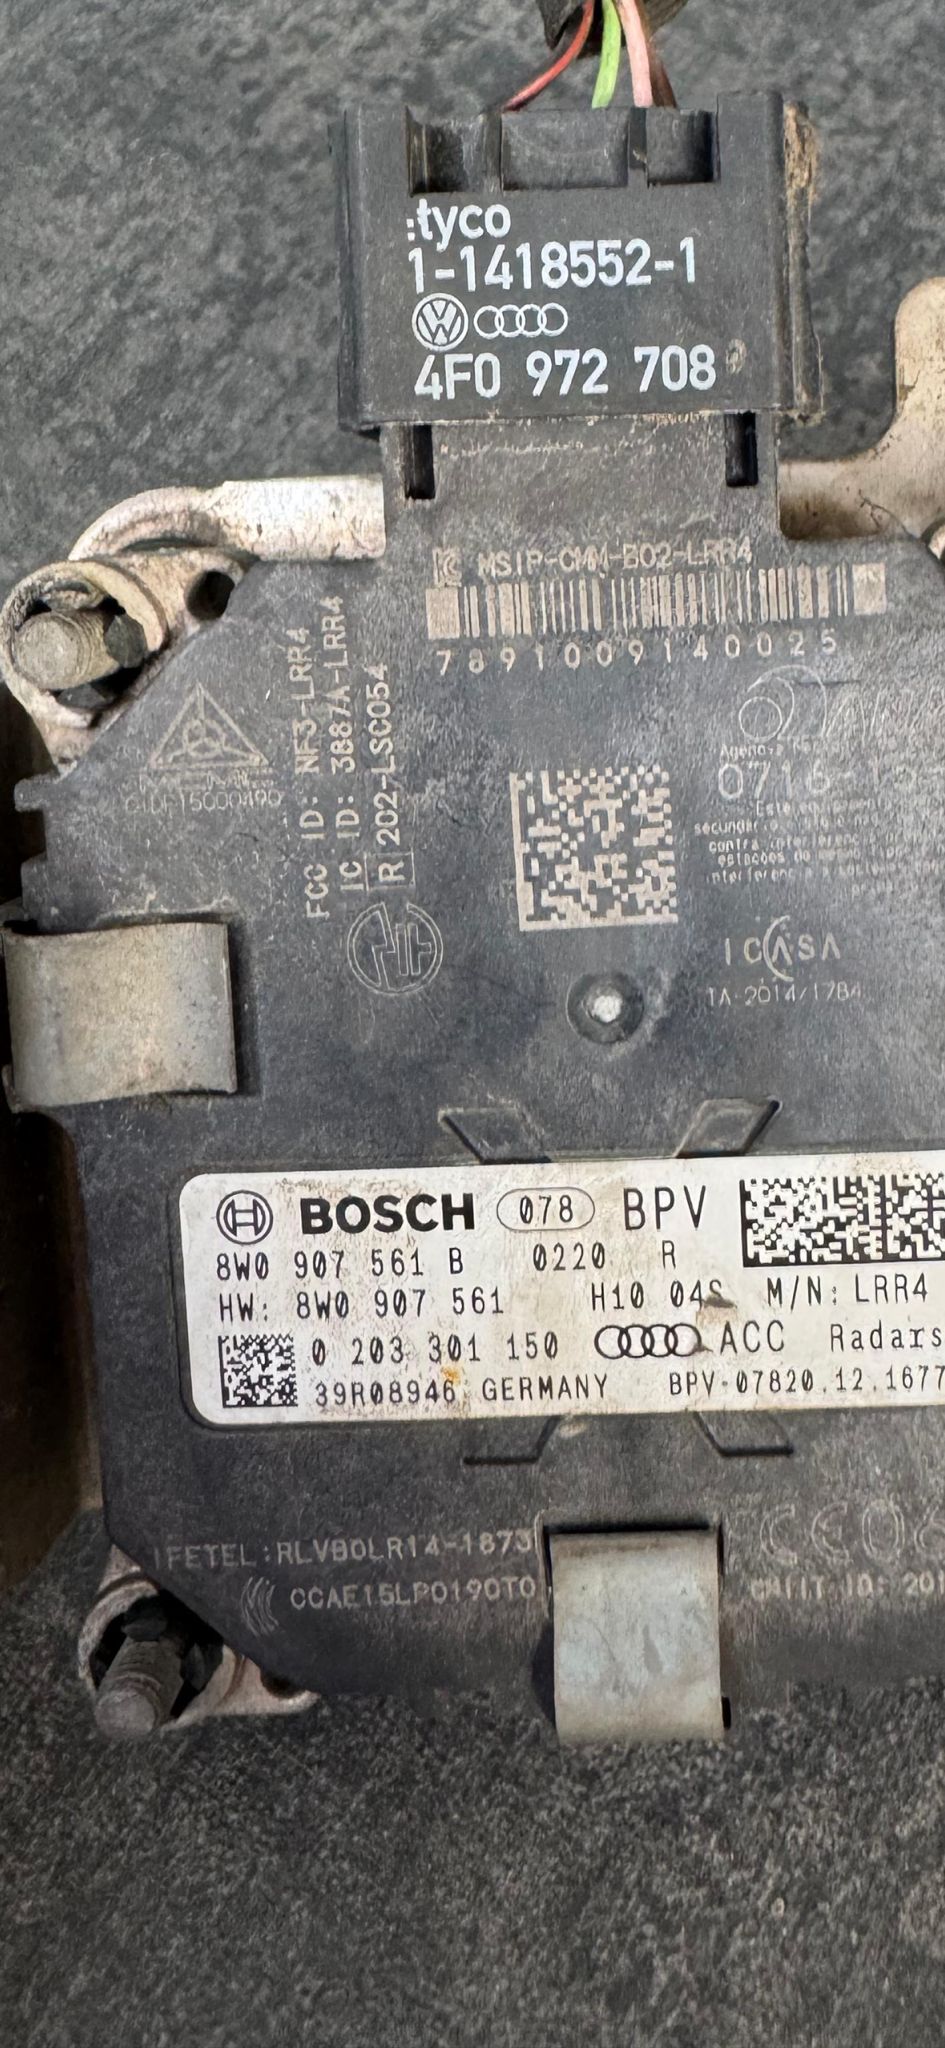 :tyco
1-1418552-1
4F0 972 708
MSIP-CMM-B02-LRR4
7891009140025
FCC ID: NF3-LRR4
IC ID: 3887A-LRR4
R 202-LSC054
ICASA
TA-2014/1784
BOSCH 078 BPV
8W0 907 561 B 0220 R
HW: 8W0 907 561 H10 04S M/N: LRR4
0 203 301 150 ACC Radars
39R08946 GERMANY BPV-07820.12.1677
IFETEL: RLVBOLR14-1873
CCAE15LP0190T0
CE